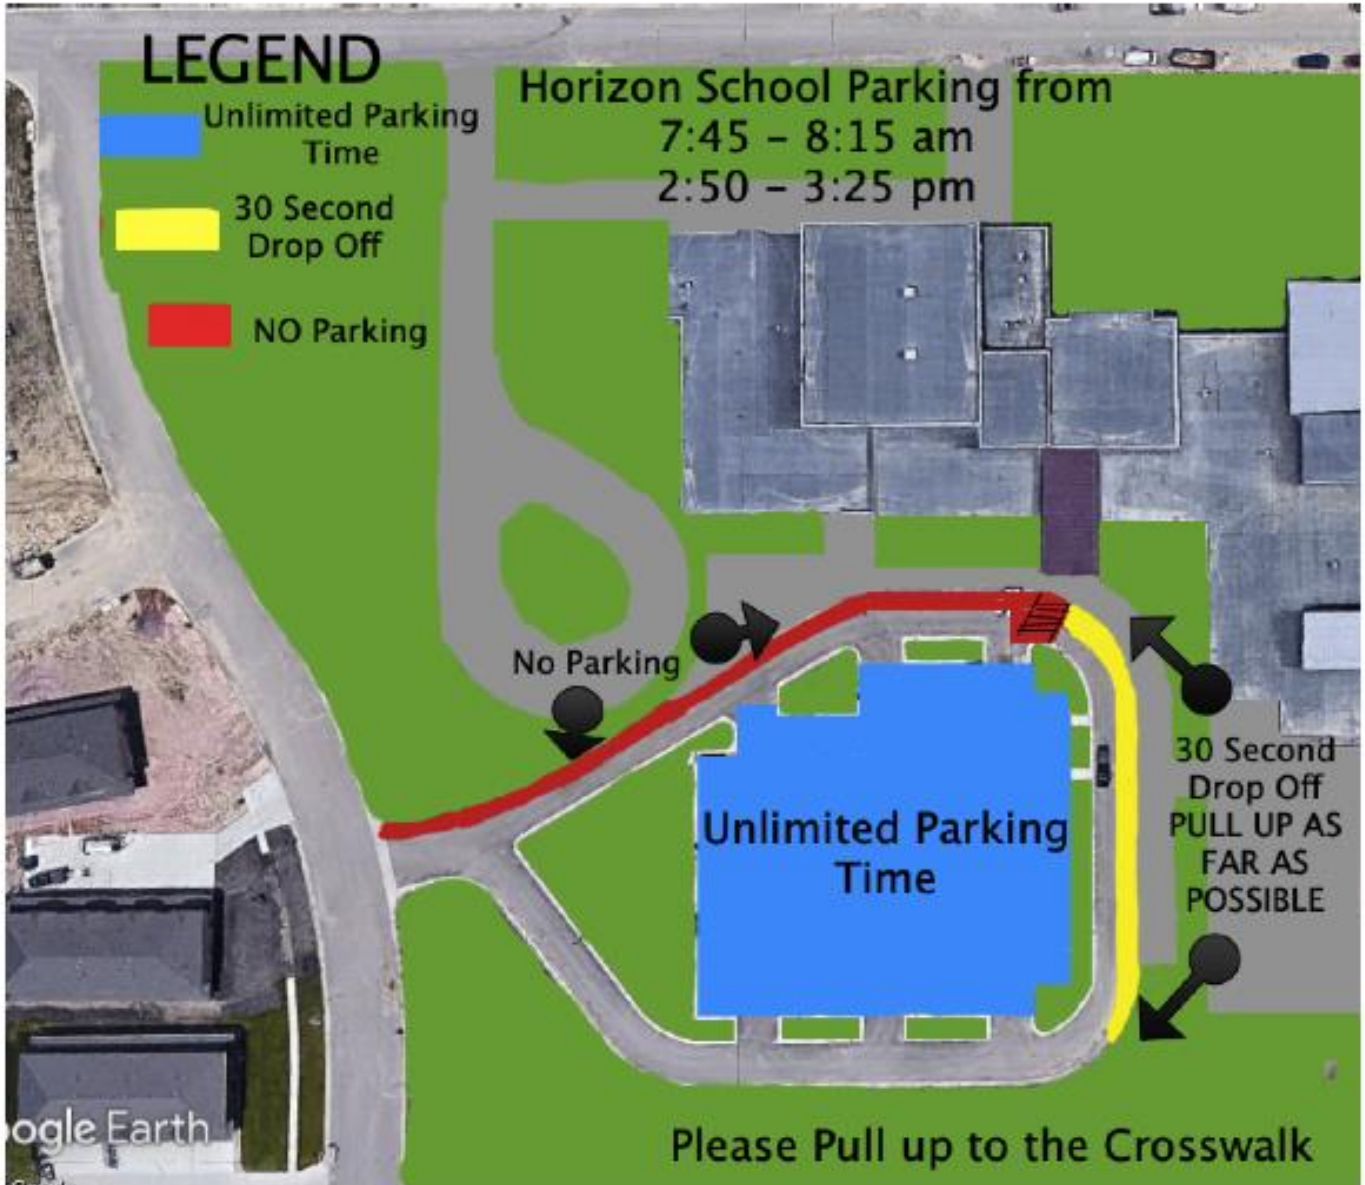 LEGEND
Unlimited Parking
Time
30 Second
Drop Off
NO Parking
Horizon School Parking from
7:45 – 8:15 am
2:50 – 3:25 pm
No Parking
Unlimited Parking
Time
30 Second
Drop Off
PULL UP AS
FAR AS
POSSIBLE
oogle Earth
Please Pull up to the Crosswalk